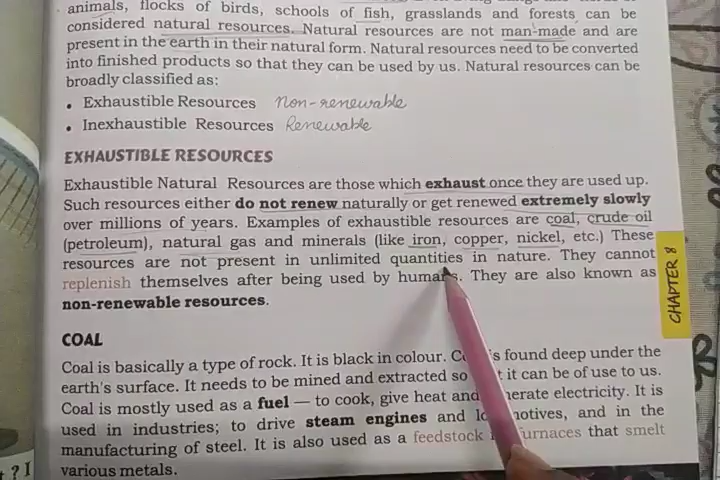 animals, flocks of birds, schools of fish, grasslands and forests can be
considered natural resources. Natural resources are not man-made and are
present in the earth in their natural form. Natural resources need to be converted
into finished products so that they can be used by us. Natural resources can be
broadly classified as:
• Exhaustible Resources Non-renewable
• Inexhaustible Resources Renewable
EXHAUSTIBLE RESOURCES
Exhaustible Natural Resources are those which exhaust once they are used up.
Such resources either do not renew naturally or get renewed extremely slowly
over millions of years. Examples of exhaustible resources are coal, crude oil
(petroleum), natural gas and minerals (like iron, copper, nickel, etc.) These
resources are not present in unlimited quantities in nature. They cannot
replenish themselves after being used by humans. They are also known as
non-renewable resources.
CHAPTER 8
COAL
Coal is basically a type of rock. It is black in colour. is found deep under the
earth's surface. It needs to be mined and extracted so it can be of use to us.
Coal is mostly used as a fuel — to cook, give heat and electricity. It is
used in industries; to drive steam engines and and in the
manufacturing of steel. It is also used as a feedstock furnaces that smelt
various metals.
? I